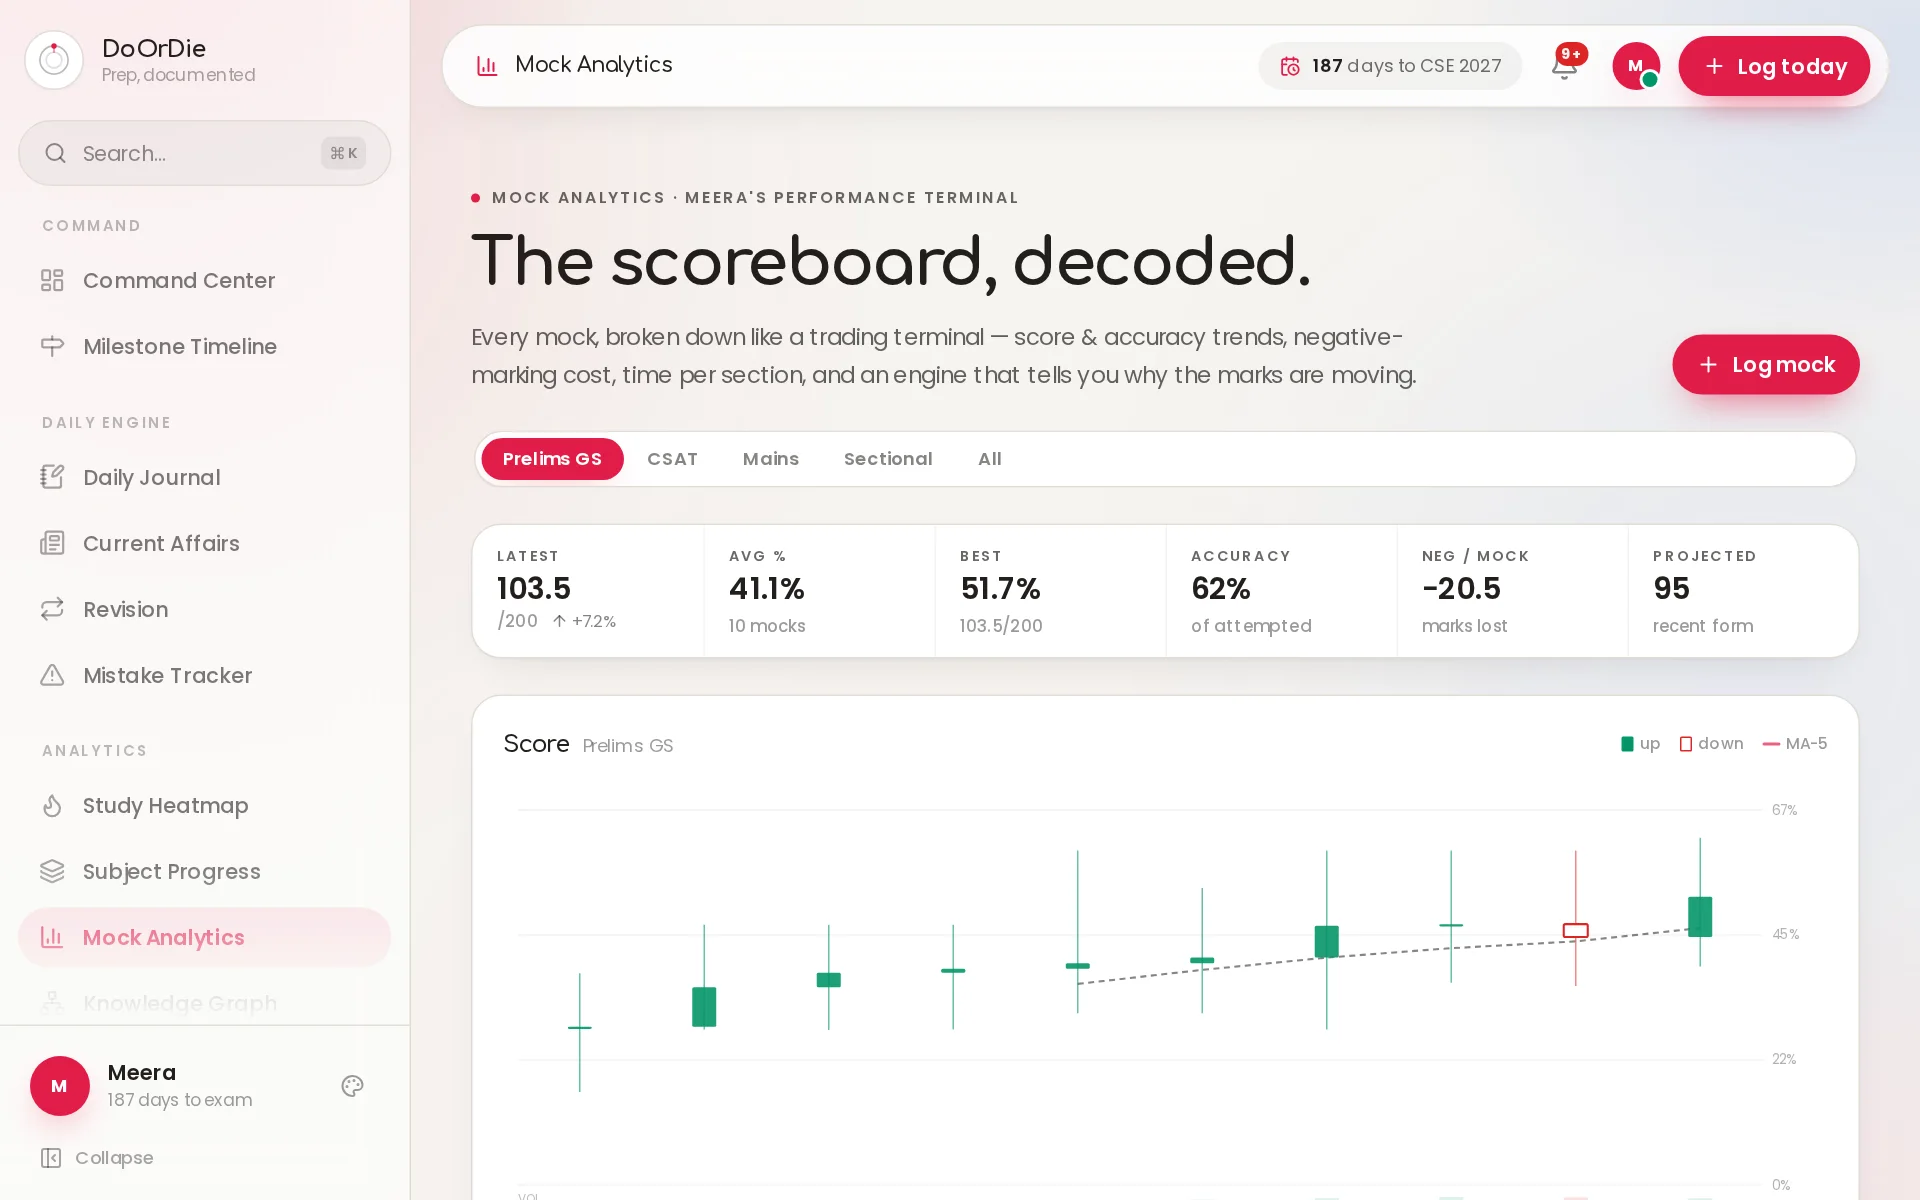 DoOrDie
Prep, documented
Search...
⌘K
COMMAND
Command Center
Milestone Timeline
DAILY ENGINE
Daily Journal
Current Affairs
Revision
Mistake Tracker
ANALYTICS
Study Heatmap
Subject Progress
Mock Analytics
Knowledge Graph
M
Meera
187 days to exam
Collapse
Mock Analytics
187 days to CSE 2027
9+
M
+ Log today
MOCK ANALYTICS · MEERA'S PERFORMANCE TERMINAL
The scoreboard, decoded.
Every mock, broken down like a trading terminal — score & accuracy trends, negative-
marking cost, time per section, and an engine that tells you why the marks are moving.
+ Log mock
Prelims GS CSAT Mains Sectional All
LATEST
103.5
/200 ↑ +7.2%
AVG %
41.1%
10 mocks
BEST
51.7%
103.5/200
ACCURACY
62%
of attempted
NEG / MOCK
-20.5
marks lost
PROJECTED
95
recent form
Score Prelims GS
up down MA-5
67%
45%
22%
0%
VOL